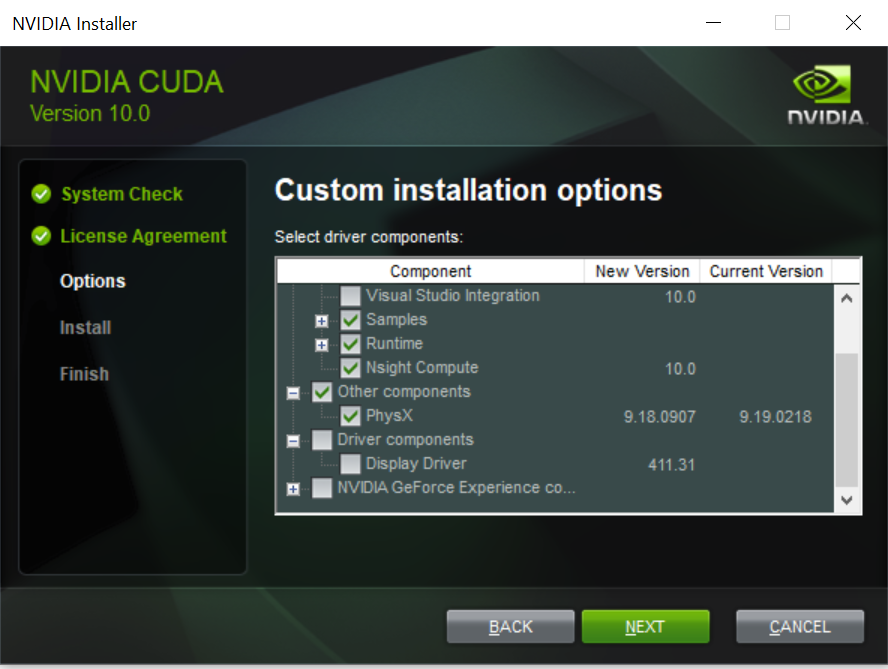 NVIDIA Installer
NVIDIA CUDA
Version 10.0
NVIDIA.
System Check
License Agreement
Options
Install
Finish
Custom installation options
Select driver components:
Component New Version Current Version
Visual Studio Integration 10.0
Samples
Runtime
Nsight Compute 10.0
Other components
PhysX 9.18.0907 9.19.0218
Driver components
Display Driver 411.31
NVIDIA GeForce Experience co...
BACK NEXT CANCEL